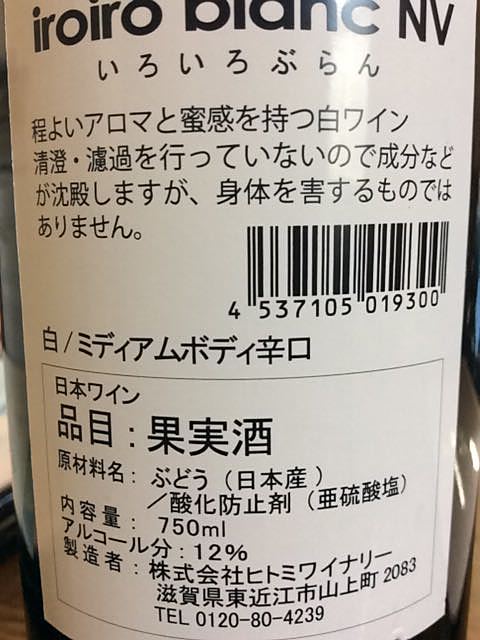 iroiro blanc NV
いろいろぶらん
程よいアロマと蜜感を持つ白ワイン
清澄・濾過を行っていないので成分など
が沈殿しますが、身体を害するものでは
ありません。
4 537105 019300
白/ミディアムボディ辛口
日本ワイン
品目:果実酒
原材料名:ぶどう(日本産)
/酸化防止剤(亜硫酸塩)
内容量:750ml
アルコール分:12%
製造者:株式会社ヒトミワイナリー
滋賀県東近江市山上町2083
TEL 0120-80-4239